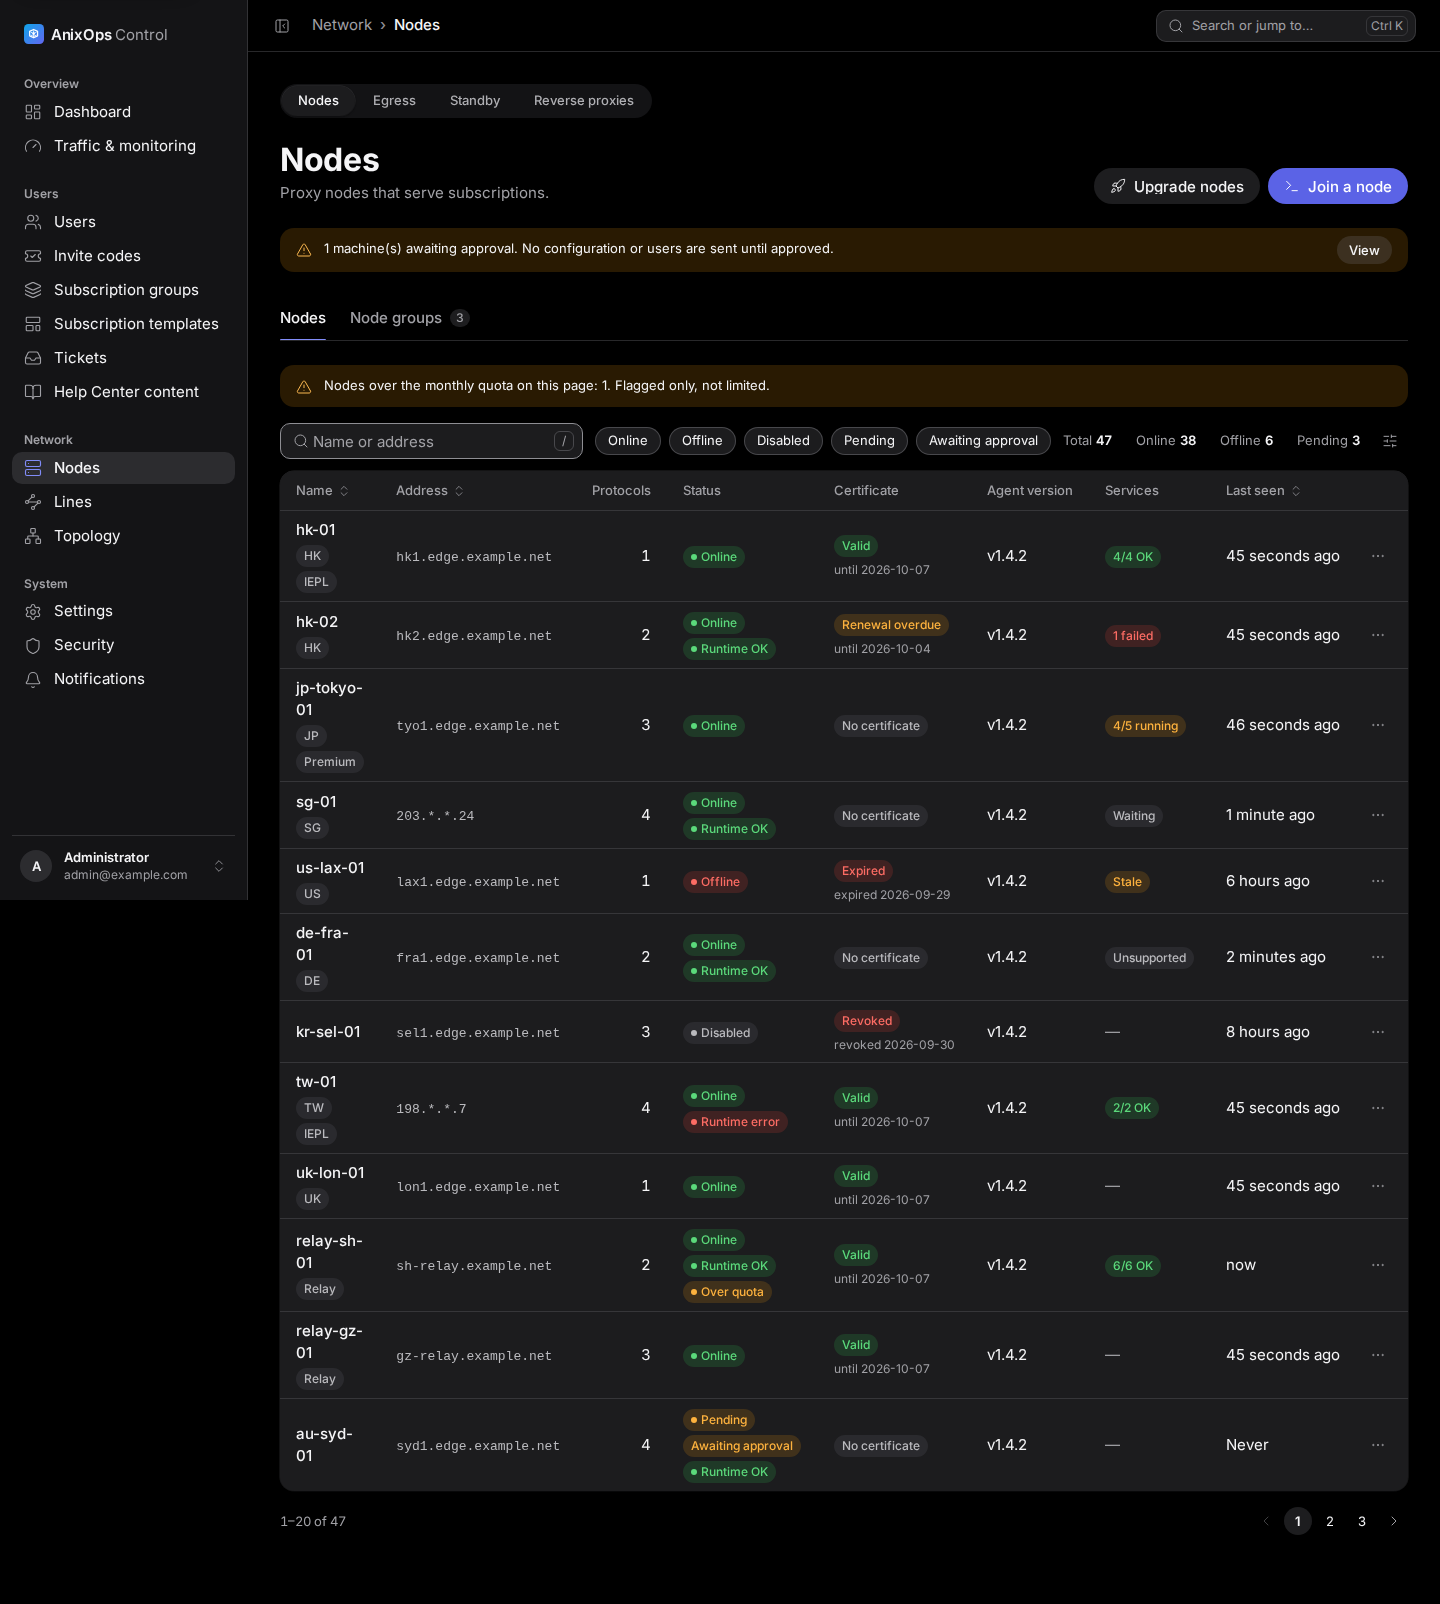 AnixOps Control
Network › Nodes
Search or jump to...
Ctrl K
Overview
Dashboard
Traffic & monitoring
Users
Users
Invite codes
Subscription groups
Subscription templates
Tickets
Help Center content
Network
Nodes
Lines
Topology
System
Settings
Security
Notifications
A
Administrator
admin@example.com
Nodes Egress Standby Reverse proxies
Nodes
Proxy nodes that serve subscriptions.
Upgrade nodes
Join a node
1 machine(s) awaiting approval. No configuration or users are sent until approved.
View
Nodes
Node groups 3
Nodes over the monthly quota on this page: 1. Flagged only, not limited.
Name or address /
Online Offline Disabled Pending Awaiting approval
Total 47 Online 38 Offline 6 Pending 3
Name Address Protocols Status Certificate Agent version Services Last seen
hk-01
HK
IEPL
hk1.edge.example.net
1
Online
Valid
until 2026-10-07
v1.4.2
4/4 OK
45 seconds ago
hk-02
HK
hk2.edge.example.net
2
Online
Runtime OK
Renewal overdue
until 2026-10-04
v1.4.2
1 failed
45 seconds ago
jp-tokyo-
01
JP
Premium
tyo1.edge.example.net
3
Online
No certificate
v1.4.2
4/5 running
46 seconds ago
sg-01
SG
203.*.*.24
4
Online
Runtime OK
No certificate
v1.4.2
Waiting
1 minute ago
us-lax-01
US
lax1.edge.example.net
1
Offline
Expired
expired 2026-09-29
v1.4.2
Stale
6 hours ago
de-fra-
01
DE
fra1.edge.example.net
2
Online
Runtime OK
No certificate
v1.4.2
Unsupported
2 minutes ago
kr-sel-01
sel1.edge.example.net
3
Disabled
Revoked
revoked 2026-09-30
v1.4.2
—
8 hours ago
tw-01
TW
IEPL
198.*.*.7
4
Online
Runtime error
Valid
until 2026-10-07
v1.4.2
2/2 OK
45 seconds ago
uk-lon-01
UK
lon1.edge.example.net
1
Online
Valid
until 2026-10-07
v1.4.2
—
45 seconds ago
relay-sh-
01
Relay
sh-relay.example.net
2
Online
Runtime OK
Over quota
Valid
until 2026-10-07
v1.4.2
6/6 OK
now
relay-gz-
01
Relay
gz-relay.example.net
3
Online
Valid
until 2026-10-07
v1.4.2
—
45 seconds ago
au-syd-
01
syd1.edge.example.net
4
Pending
Awaiting approval
Runtime OK
No certificate
v1.4.2
—
Never
1–20 of 47
1 2 3